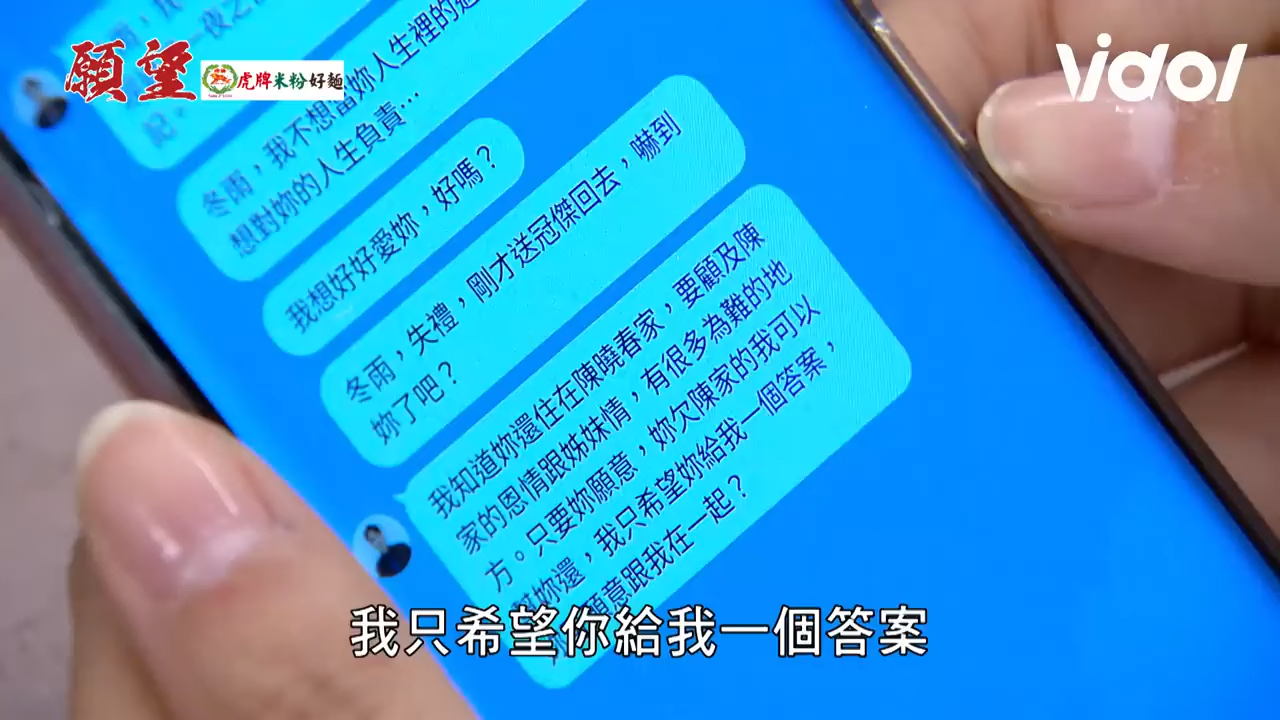 願望
虎牌米粉好麵
vidol
一夜之
記。
冬雨,我不想當妳人生裡的
想對妳的人生負責...
我想好好愛妳,好嗎?
冬雨,失禮,剛才送冠傑回去,嚇到
妳了吧?
我知道妳還住在陳曉春家,要顧及陳
家的恩情跟姊妹情,有很多為難的地
方。只要妳願意,妳欠陳家的我可以
妳還,我只希望妳給我一個答案,
願意跟我在一起?
我只希望你給我一個答案